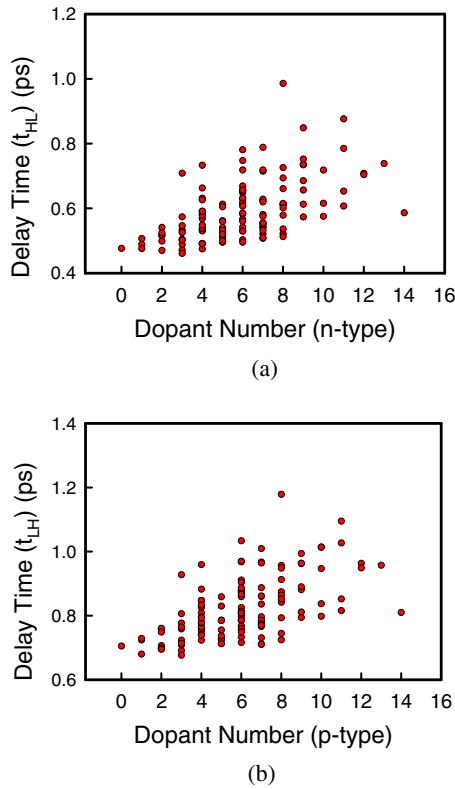 1.2
1.0
0.8
0.6
0.4
Delay Time (t_HL) (ps)
0 2 4 6 8 10 12 14 16
Dopant Number (n-type)
(a)
1.4
1.2
1.0
0.8
0.6
Delay Time (t_LH) (ps)
0 2 4 6 8 10 12 14 16
Dopant Number (p-type)
(b)